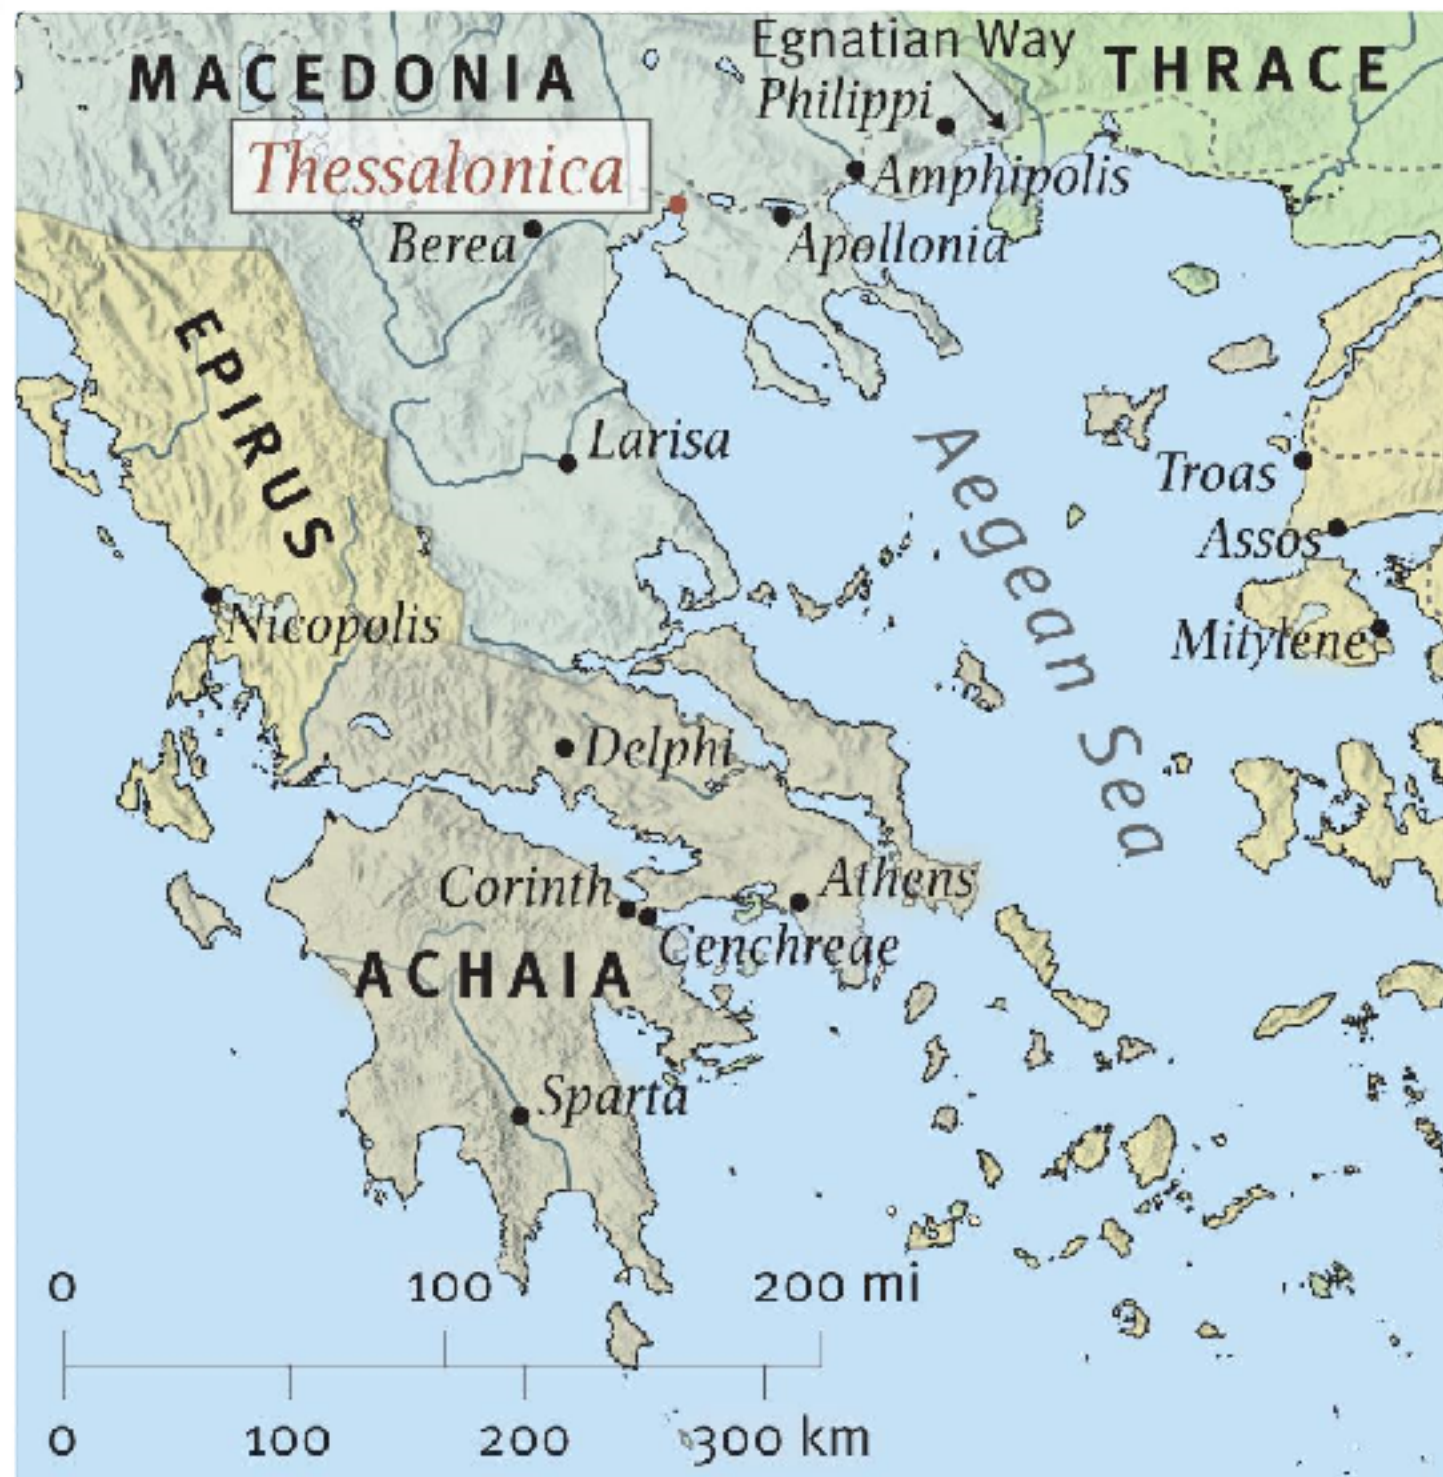 Egnatian Way
MACEDONIA
THRACE
Philippi
Thessalonica
Amphipolis
Berea
Apollonia
EPIRUS
Larisa
Aegean Sea
Troas
Assos
Nicopolis
Mitylene
Delphi
Corinth
Athens
Cenchreae
ACHAIA
Sparta
0 100 200 mi
0 100 200 300 km